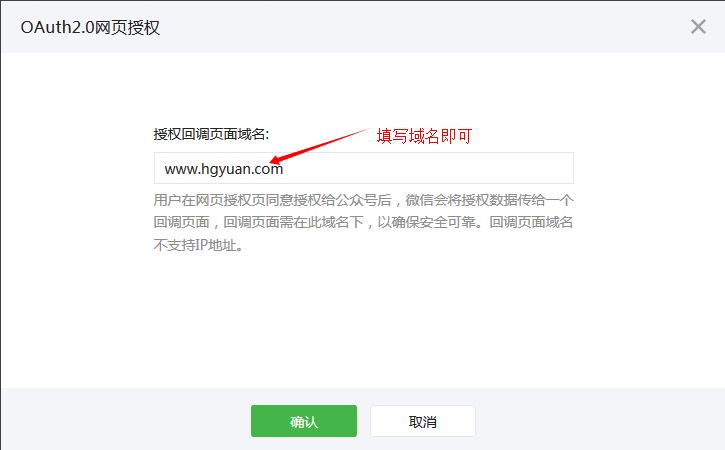 OAuth2.0网页授权
授权回调页面域名:
填写域名即可
www.hgyuan.com
用户在网页授权页同意授权给公众号后，微信会将授权数据传给一个
回调页面，回调页面需在此域名下，以确保安全可靠。回调页面域名
不支持IP地址。
确认
取消